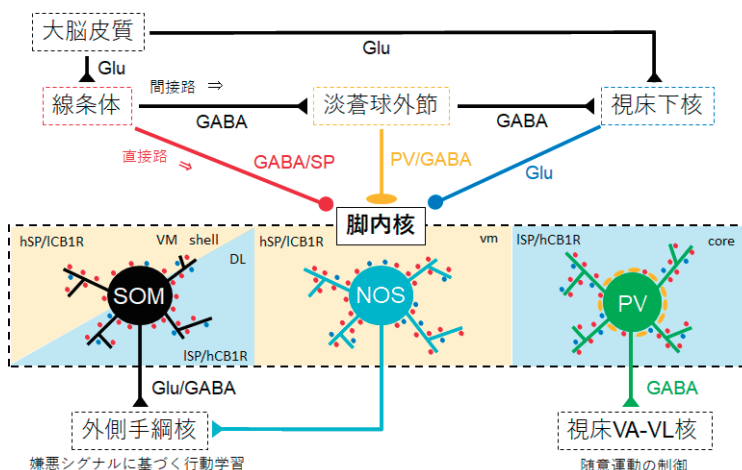 大脳皮質
Glu
Glu
間接路 ⇒
線条体
淡蒼球外節
視床下核
GABA
GABA
直接路 ⇒
GABA/SP
PV/GABA
Glu
脚内核
hSP/lCB1R
VM
shell
DL
hSP/lCB1R
vm
lSP/hCB1R
core
SOM
NOS
PV
lSP/hCB1R
Glu/GABA
GABA
外側手綱核
視床VA-VL核
嫌悪シグナルに基づく行動学習
随意運動の制御